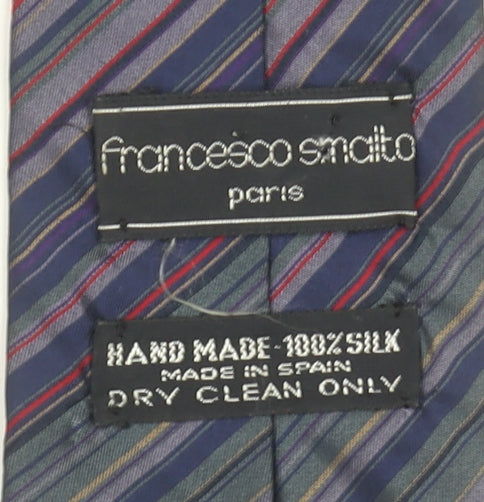 francesco smalto
paris
HAND MADE-100% SILK
MADE IN SPAIN
DRY CLEAN ONLY